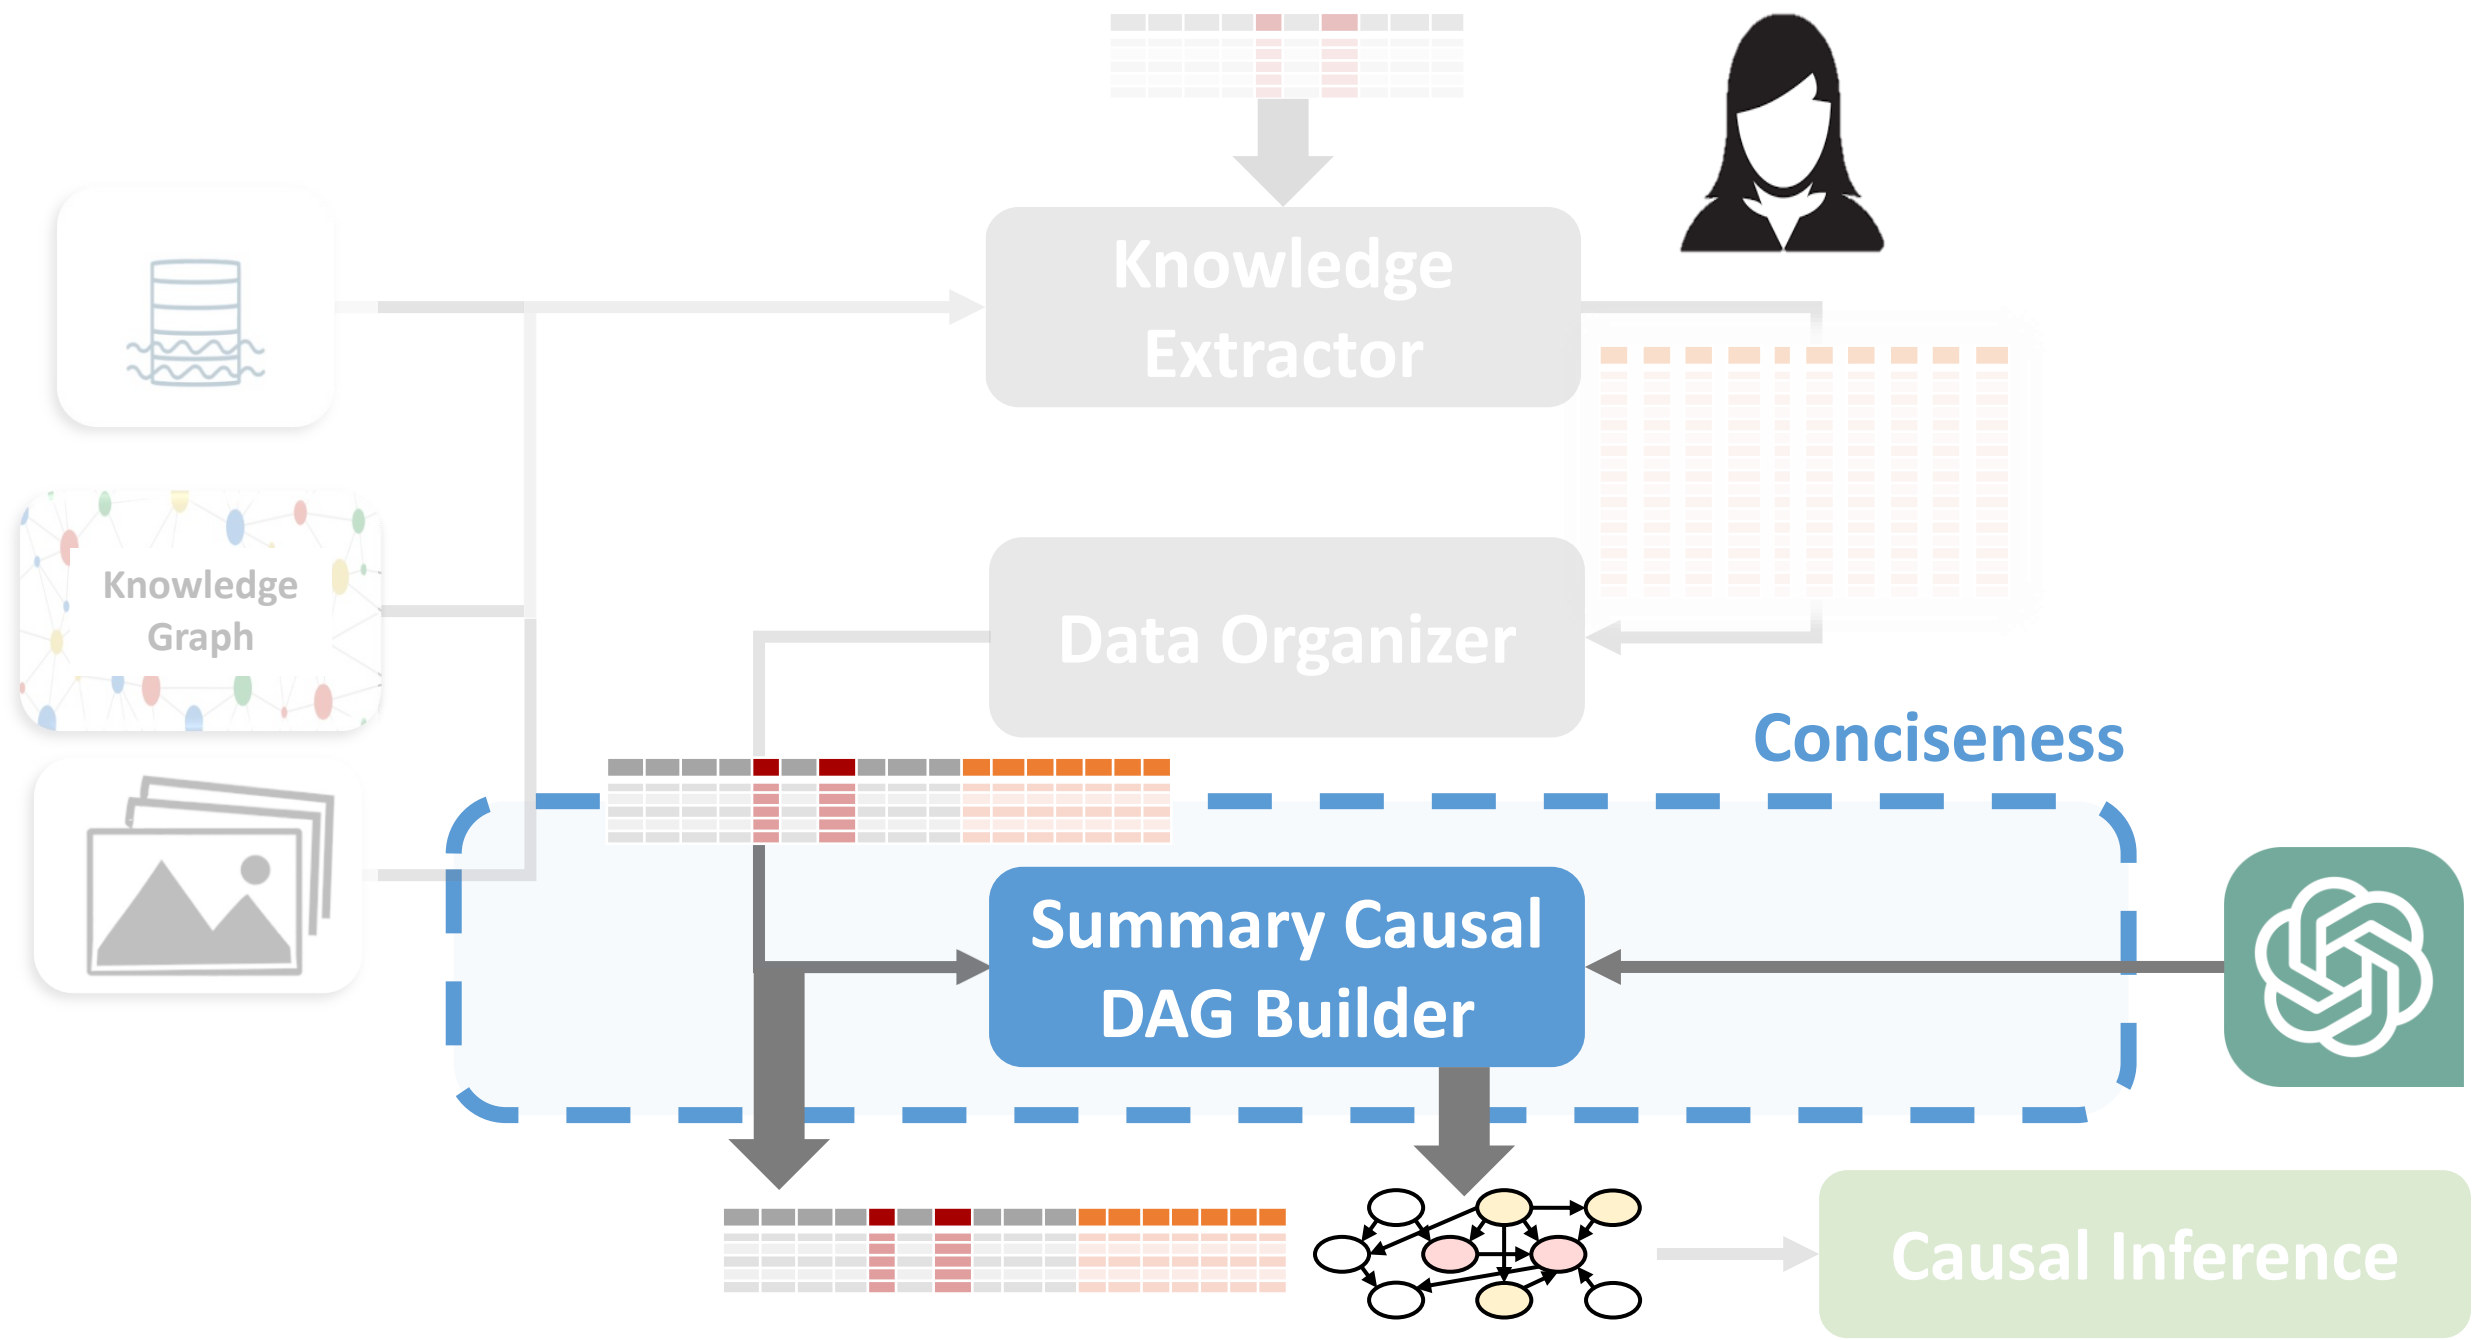 Knowledge
Extractor
Knowledge
Graph
Data Organizer
Conciseness
Summary Causal
DAG Builder
Causal Inference